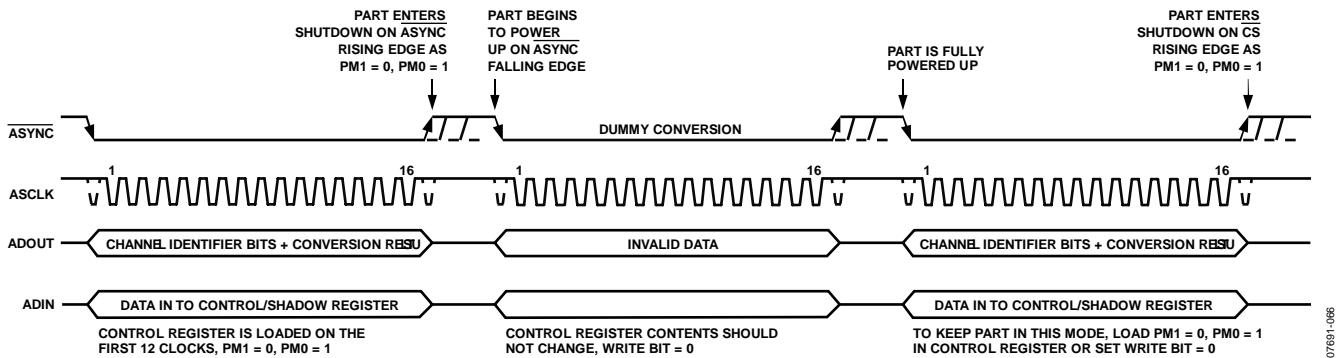 PART ENTERS
SHUTDOWN ON ASYNC
RISING EDGE AS
PM1 = 0, PM0 = 1
PART BEGINS
TO POWER
UP ON ASYNC
FALLING EDGE
PART IS FULLY
POWERED UP
PART ENTERS
SHUTDOWN ON CS
RISING EDGE AS
PM1 = 0, PM0 = 1
ASYNC
DUMMY CONVERSION
ASCLK
1
16
1
16
1
16
ADOUT
CHANNEL IDENTIFIER BITS + CONVERSION RESULT
INVALID DATA
CHANNEL IDENTIFIER BITS + CONVERSION RESULT
ADIN
DATA IN TO CONTROL/SHADOW REGISTER
DATA IN TO CONTROL/SHADOW REGISTER
CONTROL REGISTER IS LOADED ON THE
FIRST 12 CLOCKS, PM1 = 0, PM0 = 1
CONTROL REGISTER CONTENTS SHOULD
NOT CHANGE, WRITE BIT = 0
TO KEEP PART IN THIS MODE, LOAD PM1 = 0, PM0 = 1
IN CONTROL REGISTER OR SET WRITE BIT = 0
07691-066